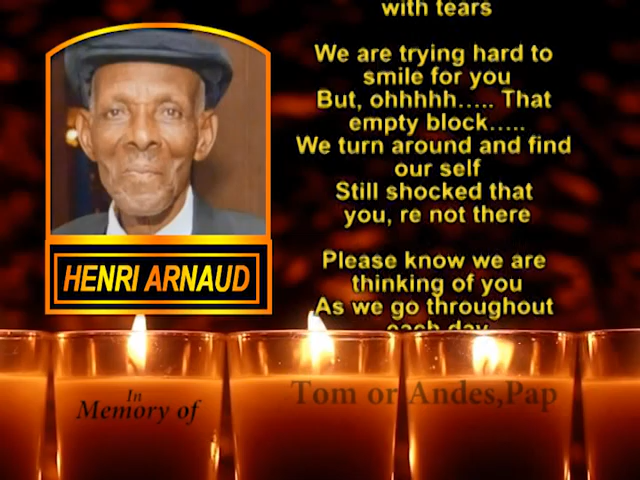 with tears
We are trying hard to
smile for you
But, ohhhhh..... That
empty block.....
We turn around and find
our self
Still shocked that
you, re not there
Please know we are
thinking of you
As we go throughout
each day
HENRI ARNAUD
In
Memory of
Tom or Andes,Pap